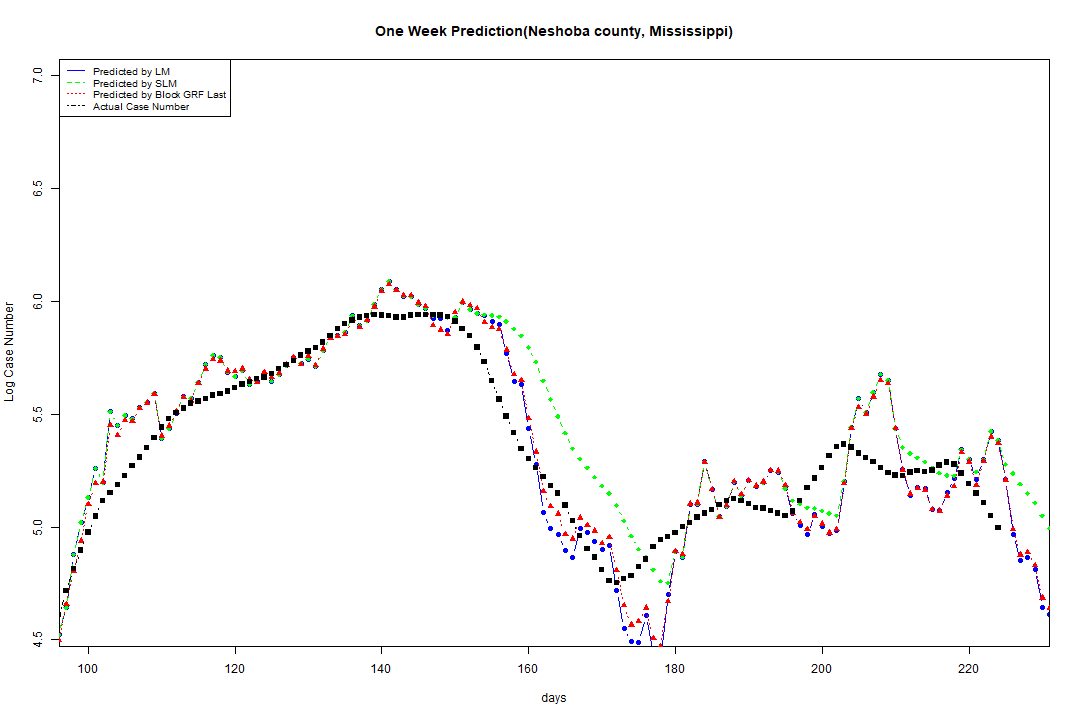 One Week Prediction(Neshoba county, Mississippi)
Predicted by LM
Predicted by SLM
Predicted by Block GRF Last
Actual Case Number
7.0
6.5
6.0
5.5
5.0
4.5
Log Case Number
100 120 140 160 180 200 220
days